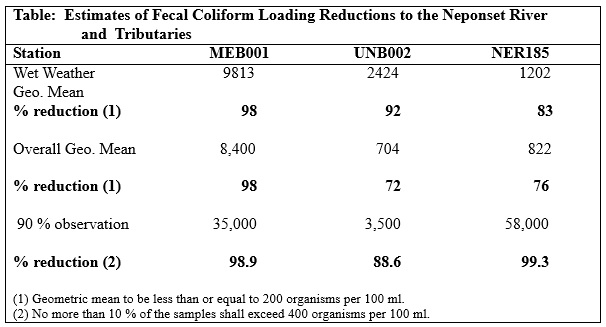 Table: Estimates of Fecal Coliform Loading Reductions to the Neponset River
and Tributaries
Station MEB001 UNB002 NER185
Wet Weather 9813 2424 1202
Geo. Mean
% reduction (1) 98 92 83
Overall Geo. Mean 8,400 704 822
% reduction (1) 98 72 76
90 % observation 35,000 3,500 58,000
% reduction (2) 98.9 88.6 99.3
(1) Geometric mean to be less than or equal to 200 organisms per 100 ml.
(2) No more than 10 % of the samples shall exceed 400 organisms per 100 ml.